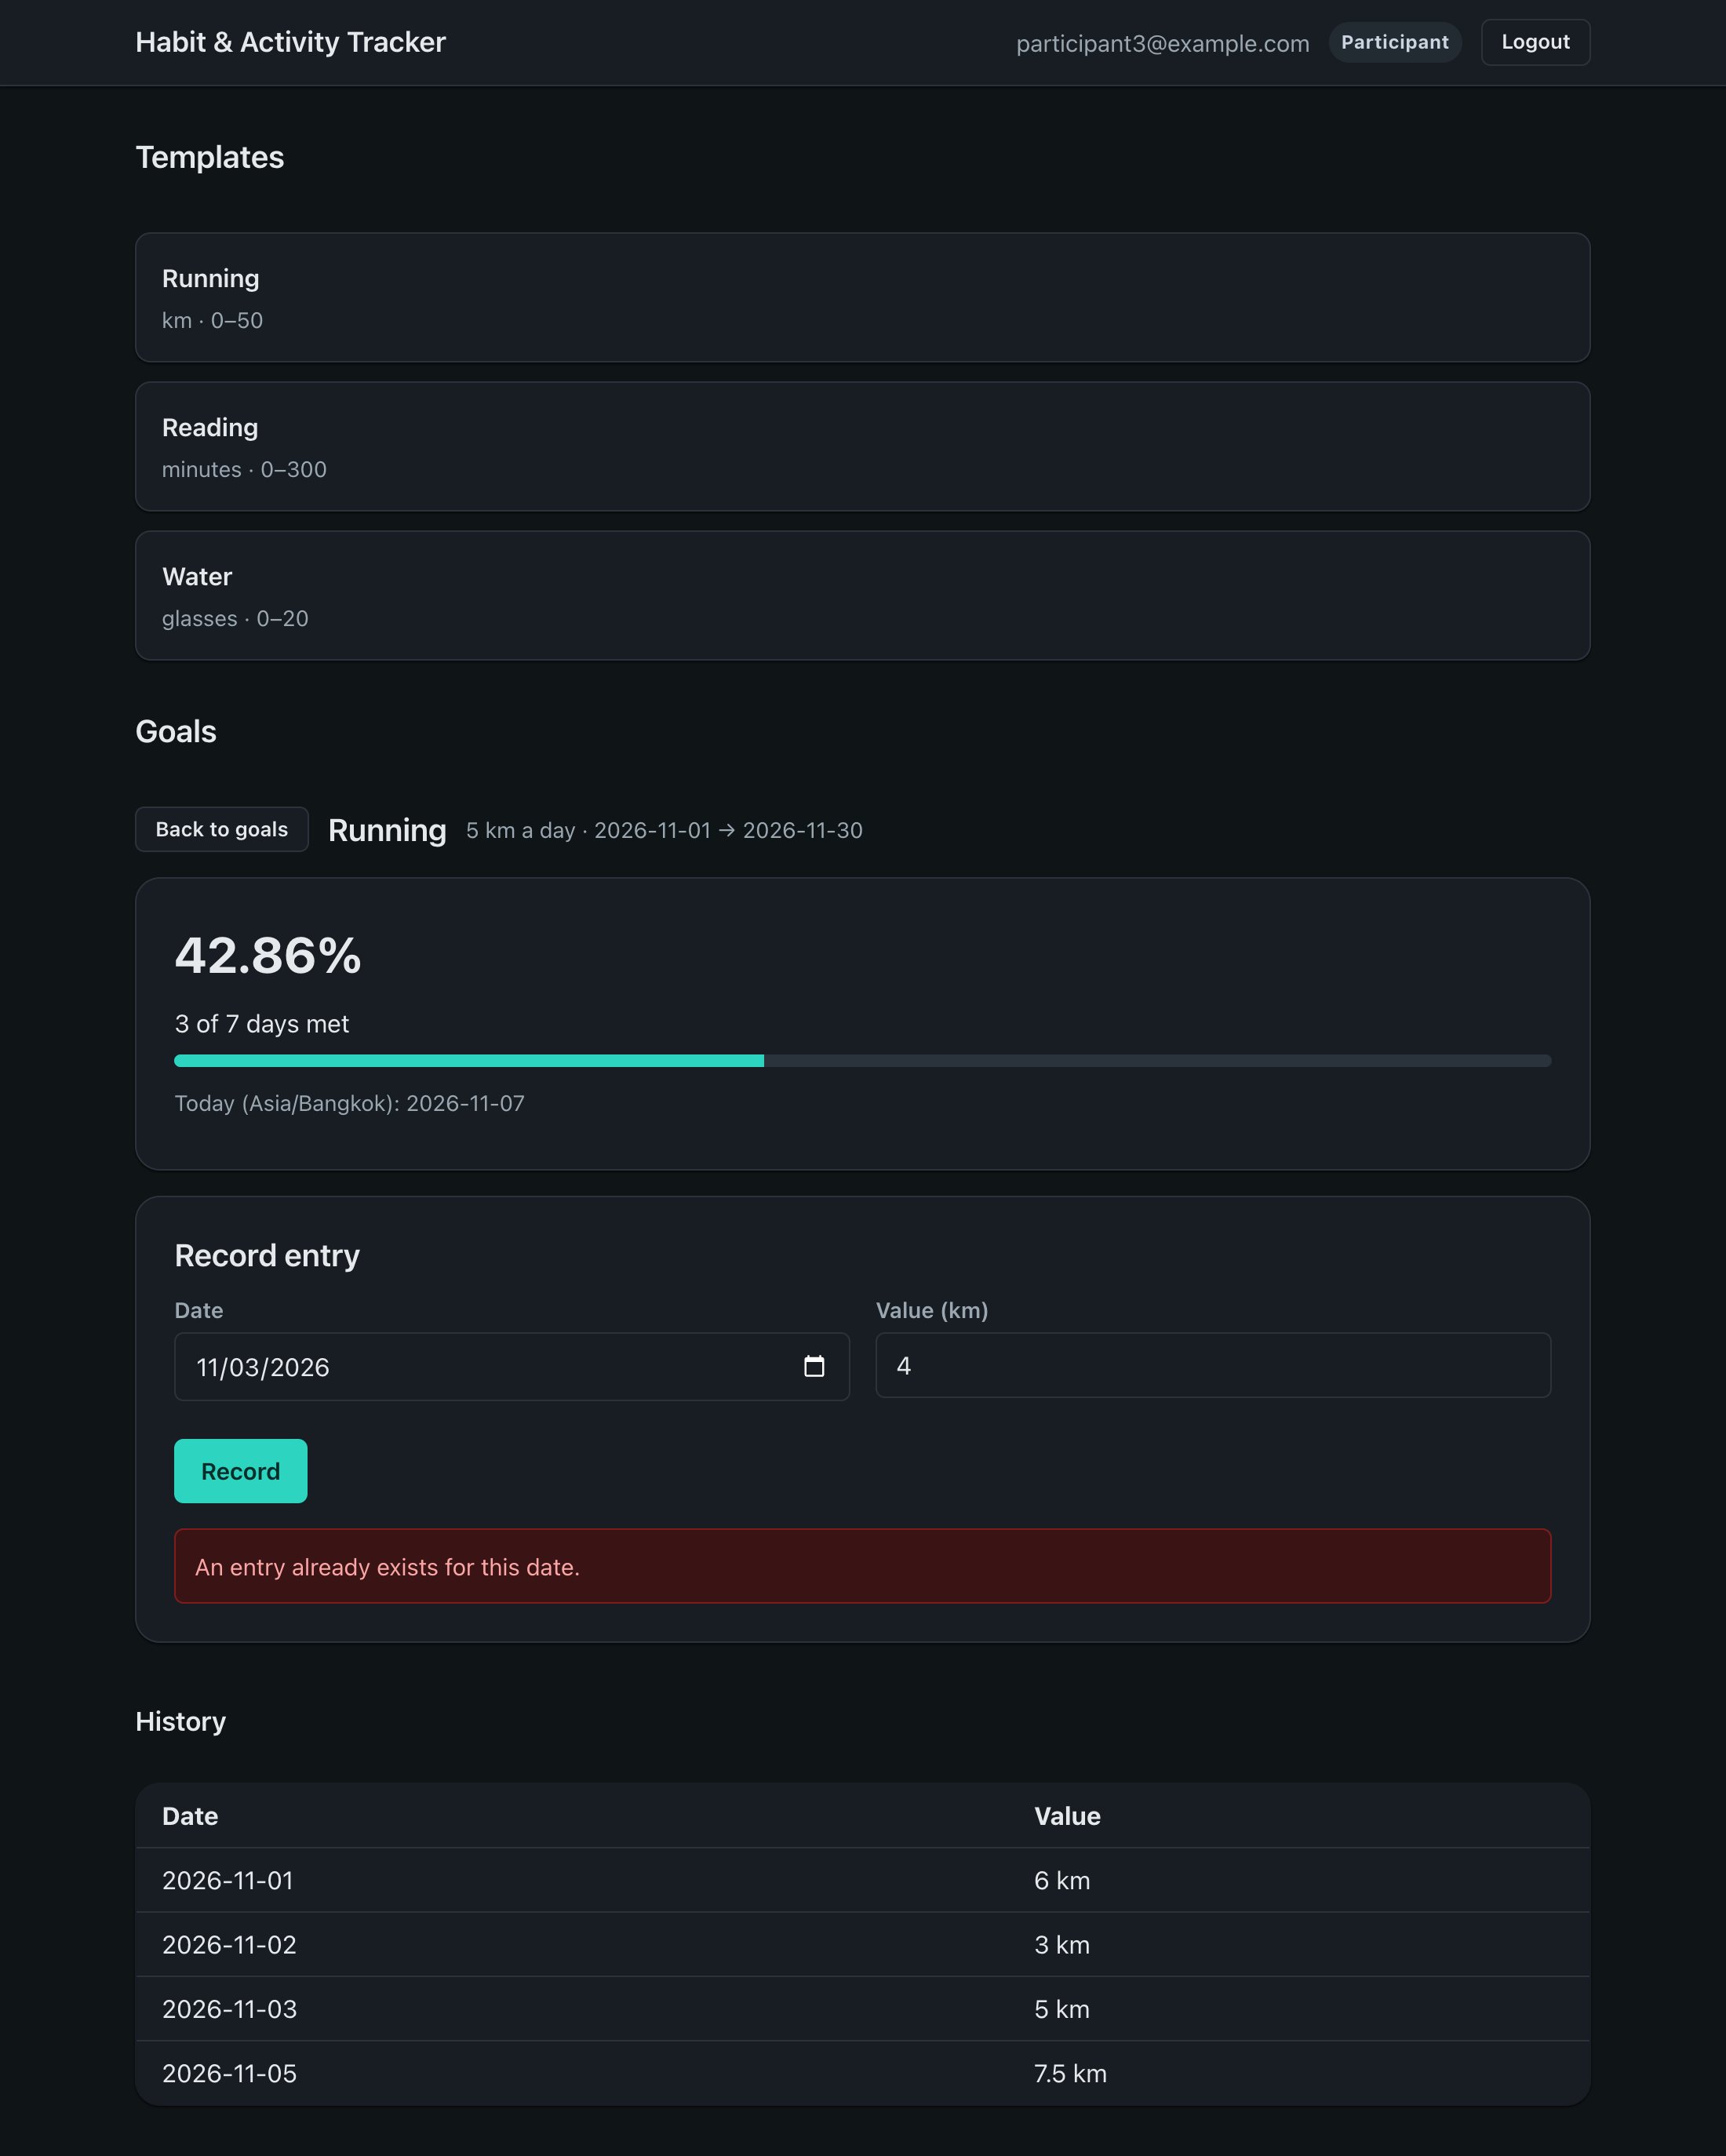 Habit & Activity Tracker
participant3@example.com Participant Logout
Templates
Running
km · 0–50
Reading
minutes · 0–300
Water
glasses · 0–20
Goals
Back to goals Running 5 km a day · 2026-11-01 → 2026-11-30
42.86%
3 of 7 days met
Today (Asia/Bangkok): 2026-11-07
Record entry
Date Value (km)
11/03/2026 4
Record
An entry already exists for this date.
History
Date Value
2026-11-01 6 km
2026-11-02 3 km
2026-11-03 5 km
2026-11-05 7.5 km